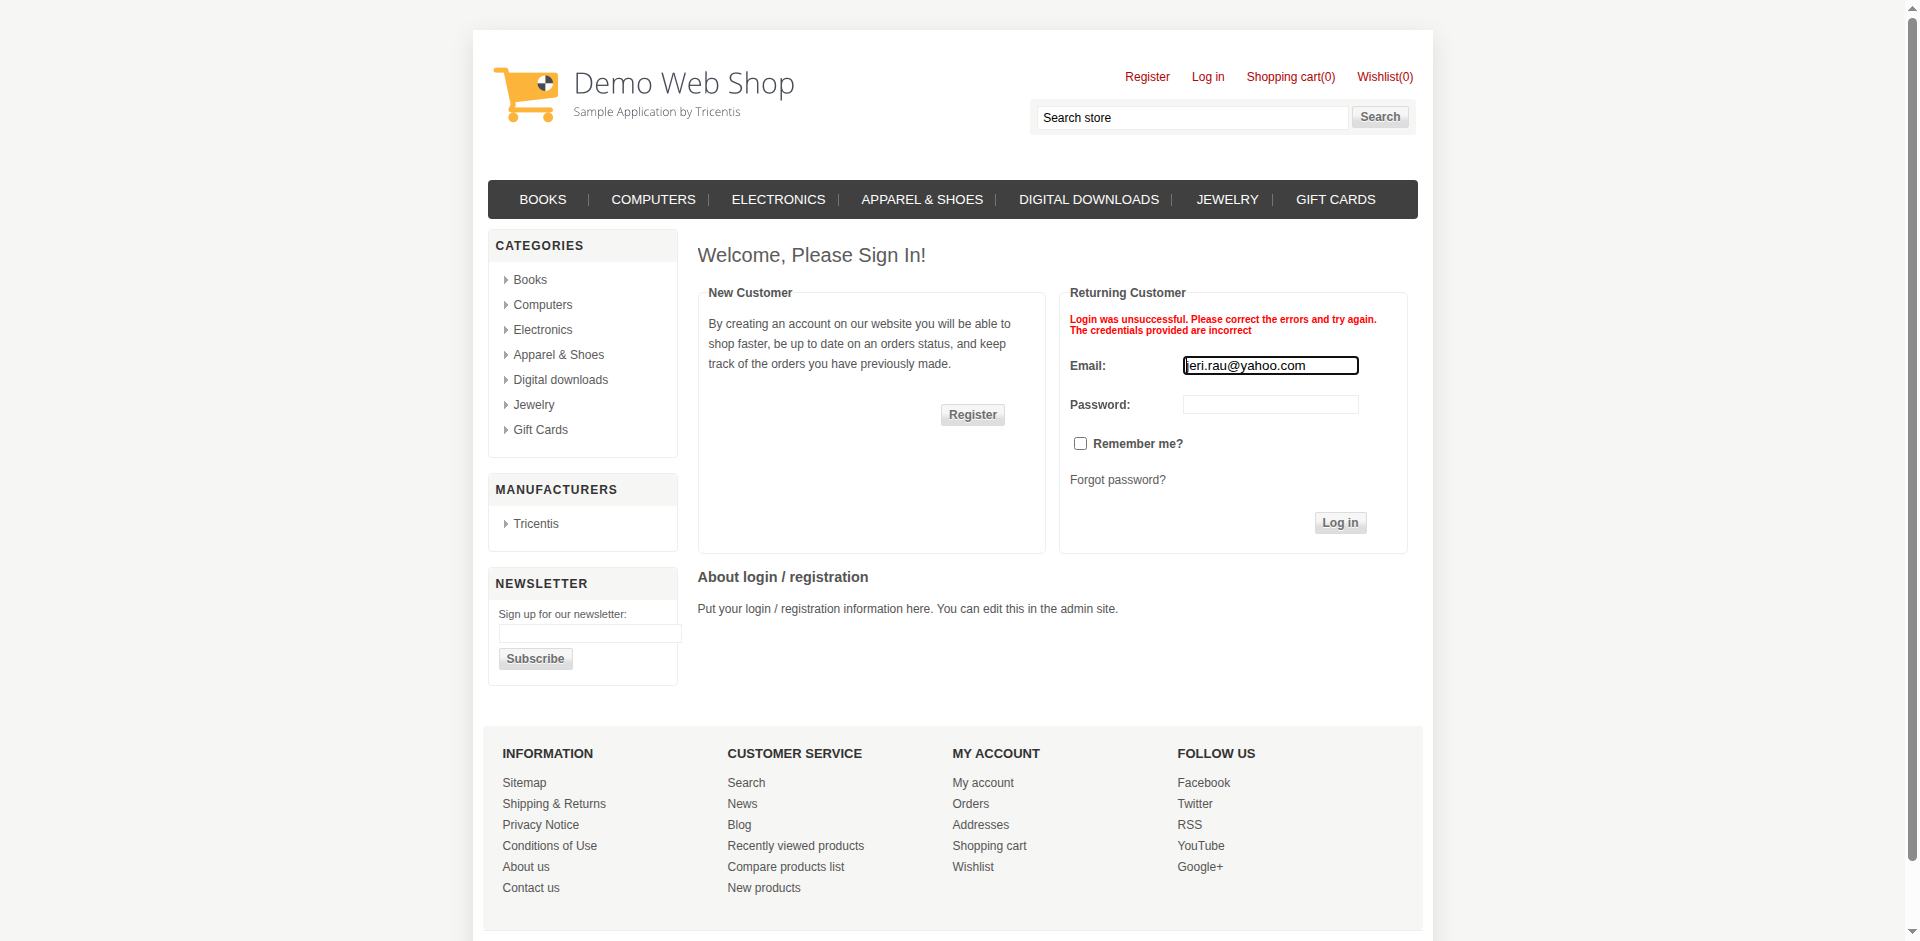 Demo Web Shop
Sample Application by Tricentis
Register Log in Shopping cart(0) Wishlist(0)
Search store Search
BOOKS COMPUTERS ELECTRONICS APPAREL & SHOES DIGITAL DOWNLOADS JEWELRY GIFT CARDS
CATEGORIES
Books
Computers
Electronics
Apparel & Shoes
Digital downloads
Jewelry
Gift Cards
MANUFACTURERS
Tricentis
NEWSLETTER
Sign up for our newsletter:
Subscribe
Welcome, Please Sign In!
New Customer
By creating an account on our website you will be able to
shop faster, be up to date on an orders status, and keep
track of the orders you have previously made.
Register
Returning Customer
Login was unsuccessful. Please correct the errors and try again.
The credentials provided are incorrect
Email: jeri.rau@yahoo.com
Password:
Remember me?
Forgot password?
Log in
About login / registration
Put your login / registration information here. You can edit this in the admin site.
INFORMATION
Sitemap
Shipping & Returns
Privacy Notice
Conditions of Use
About us
Contact us
CUSTOMER SERVICE
Search
News
Blog
Recently viewed products
Compare products list
New products
MY ACCOUNT
My account
Orders
Addresses
Shopping cart
Wishlist
FOLLOW US
Facebook
Twitter
RSS
YouTube
Google+